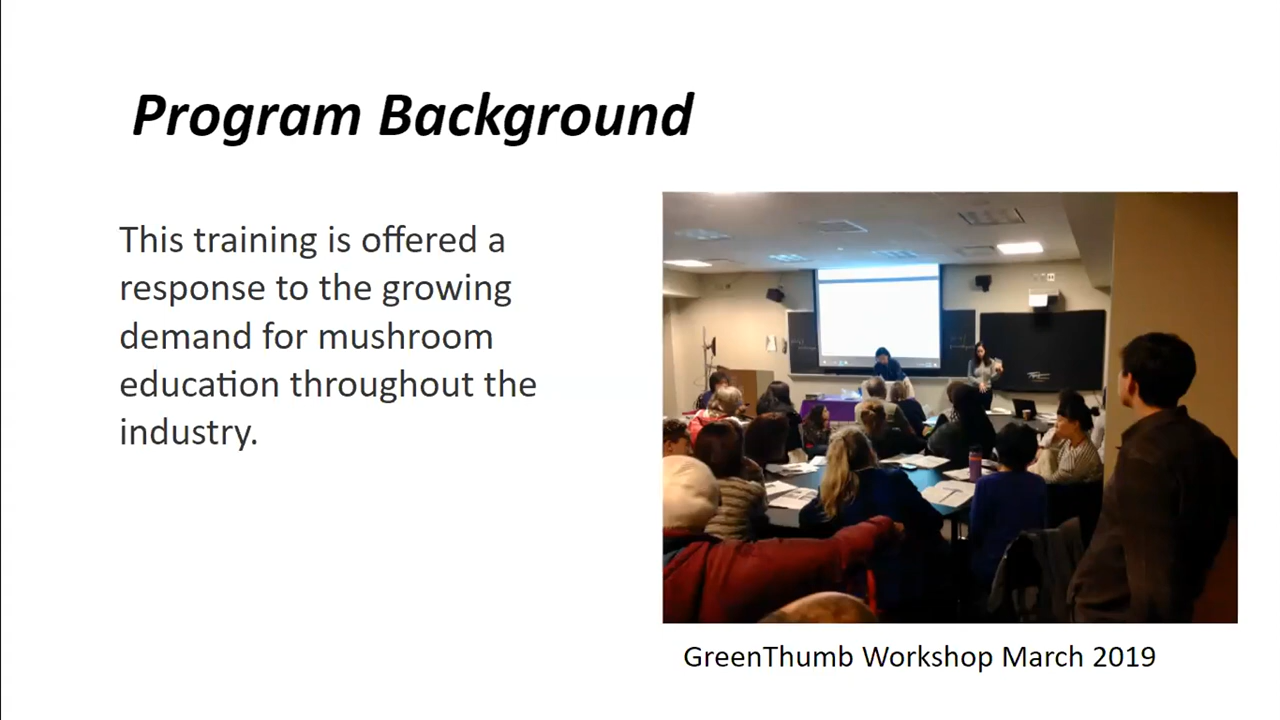 Program Background
This training is offered a
response to the growing
demand for mushroom
education throughout the
industry.
GreenThumb Workshop March 2019